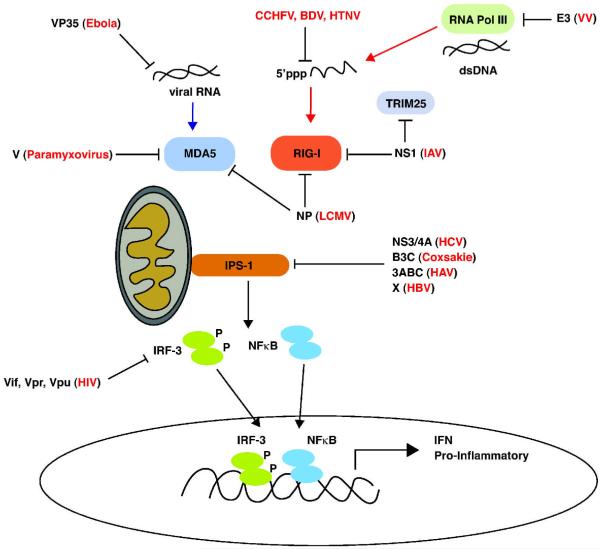 VP35 (Ebola)
CCHFV, BDV, HTNV
RNA Pol III
E3 (VV)
viral RNA
5'ppp
dsDNA
TRIM25
V (Paramyxovirus)
MDA5
RIG-I
NS1 (IAV)
NP (LCMV)
IPS-1
NS3/4A (HCV)
B3C (Coxsakie)
3ABC (HAV)
X (HBV)
IRF-3
P
P
NFκB
Vif, Vpr, Vpu (HIV)
IRF-3
P
P
NFκB
IFN
Pro-Inflammatory